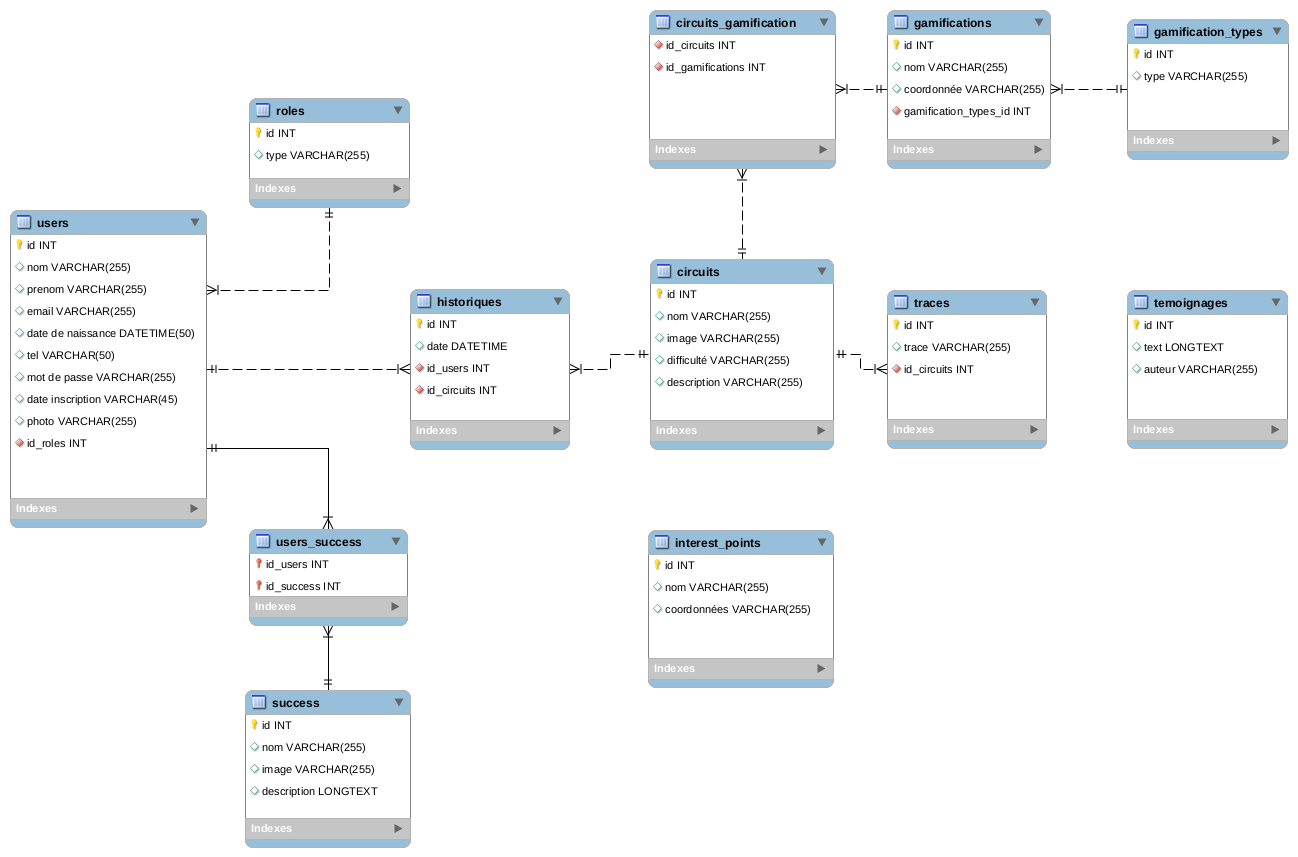 circuits_gamification
id_circuits INT
id_gamifications INT
Indexes
gamifications
id INT
nom VARCHAR(255)
coordonnée VARCHAR(255)
gamification_types_id INT
Indexes
gamification_types
id INT
type VARCHAR(255)
Indexes
roles
id INT
type VARCHAR(255)
Indexes
users
id INT
nom VARCHAR(255)
prenom VARCHAR(255)
email VARCHAR(255)
date de naissance DATETIME(50)
tel VARCHAR(50)
mot de passe VARCHAR(255)
date inscription VARCHAR(45)
photo VARCHAR(255)
id_roles INT
Indexes
historiques
id INT
date DATETIME
id_users INT
id_circuits INT
Indexes
circuits
id INT
nom VARCHAR(255)
image VARCHAR(255)
difficulté VARCHAR(255)
description VARCHAR(255)
Indexes
traces
id INT
trace VARCHAR(255)
id_circuits INT
Indexes
temoignages
id INT
text LONGTEXT
auteur VARCHAR(255)
Indexes
users_success
id_users INT
id_success INT
Indexes
interest_points
id INT
nom VARCHAR(255)
coordonnées VARCHAR(255)
Indexes
success
id INT
nom VARCHAR(255)
image VARCHAR(255)
description LONGTEXT
Indexes